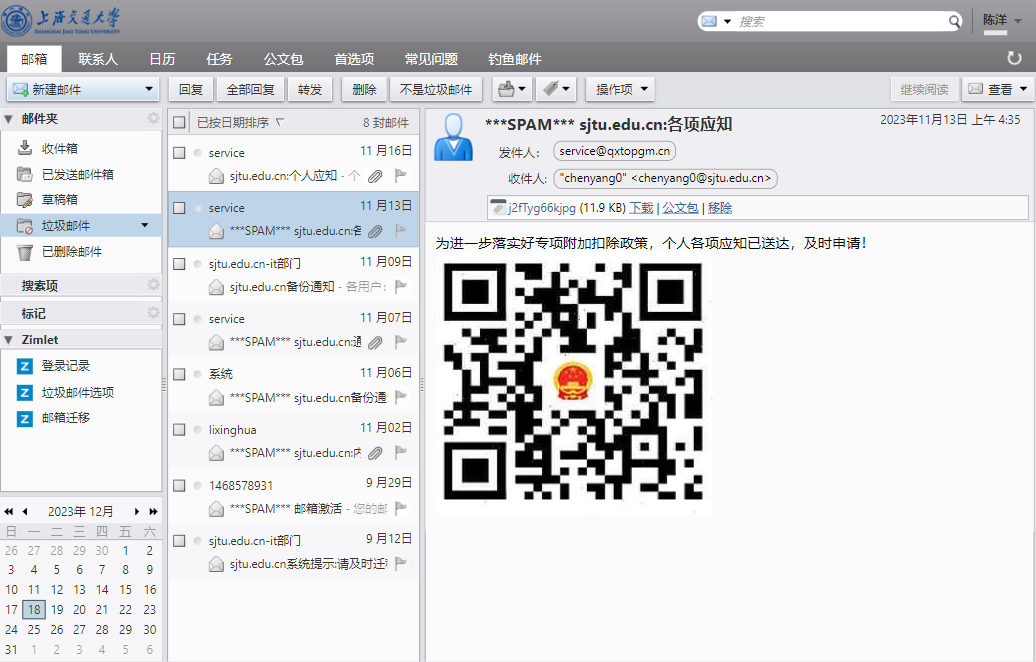 上海交通大学
SHANGHAI JIAO TONG UNIVERSITY
搜索
陈洋
邮箱 联系人 日历 任务 公文包 首选项 常见问题 钓鱼邮件
新建邮件 回复 全部回复 转发 删除 不是垃圾邮件 操作项 继续阅读 查看
邮件夹
收件箱
已发送邮件箱
草稿箱
垃圾邮件
已删除邮件
搜索项
标记
Zimlet
登录记录
垃圾邮件选项
邮箱迁移
2023年 12月
日 一 二 三 四 五 六
26 27 28 29 30 1 2
3 4 5 6 7 8 9
10 11 12 13 14 15 16
17 18 19 20 21 22 23
24 25 26 27 28 29 30
31 1 2 3 4 5 6
已按日期排序 8 封邮件
service 11 月16日
sjtu.edu.cn:个人应知 - 个
service 11 月13日
***SPAM*** sjtu.edu.cn:各
sjtu.edu.cn-it部门 11 月09日
sjtu.edu.cn备份通知 - 各用户:
service 11 月07日
***SPAM*** sjtu.edu.cn:通
系统 11 月06日
***SPAM*** sjtu.edu.cn备份通
lixinghua 11 月02日
***SPAM*** sjtu.edu.cn:内
1468578931 9 月29日
***SPAM*** 邮箱激活 - 您的邮
sjtu.edu.cn-it部门 9 月12日
sjtu.edu.cn系统提示:请及时迁移
***SPAM*** sjtu.edu.cn:各项应知
2023年11月13日 上午 4:35
发件人: service@qxtopgm.cn
收件人: "chenyang0" <chenyang0@sjtu.edu.cn>
j2fTyg66kjpg (11.9 KB) 下载 | 公文包 | 移除
为进一步落实好专项附加扣除政策，个人各项应知已送达，及时申请！